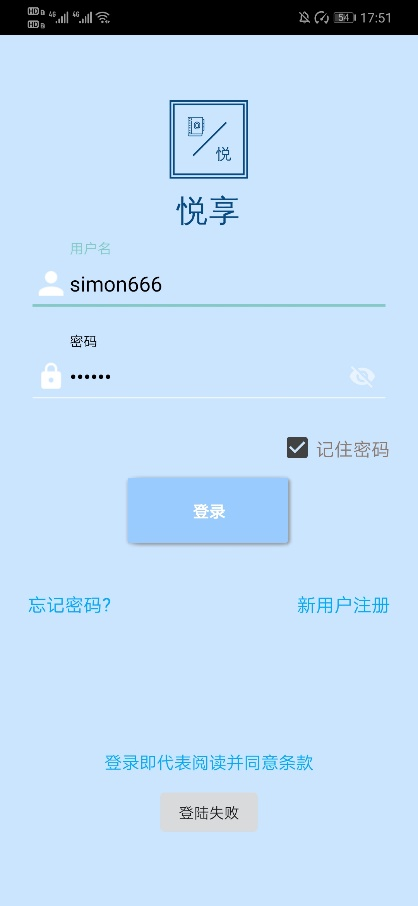 54 17:51
悦
悦享
用户名
simon666
密码
••••••
记住密码
登录
忘记密码?
新用户注册
登录即代表阅读并同意条款
登陆失败